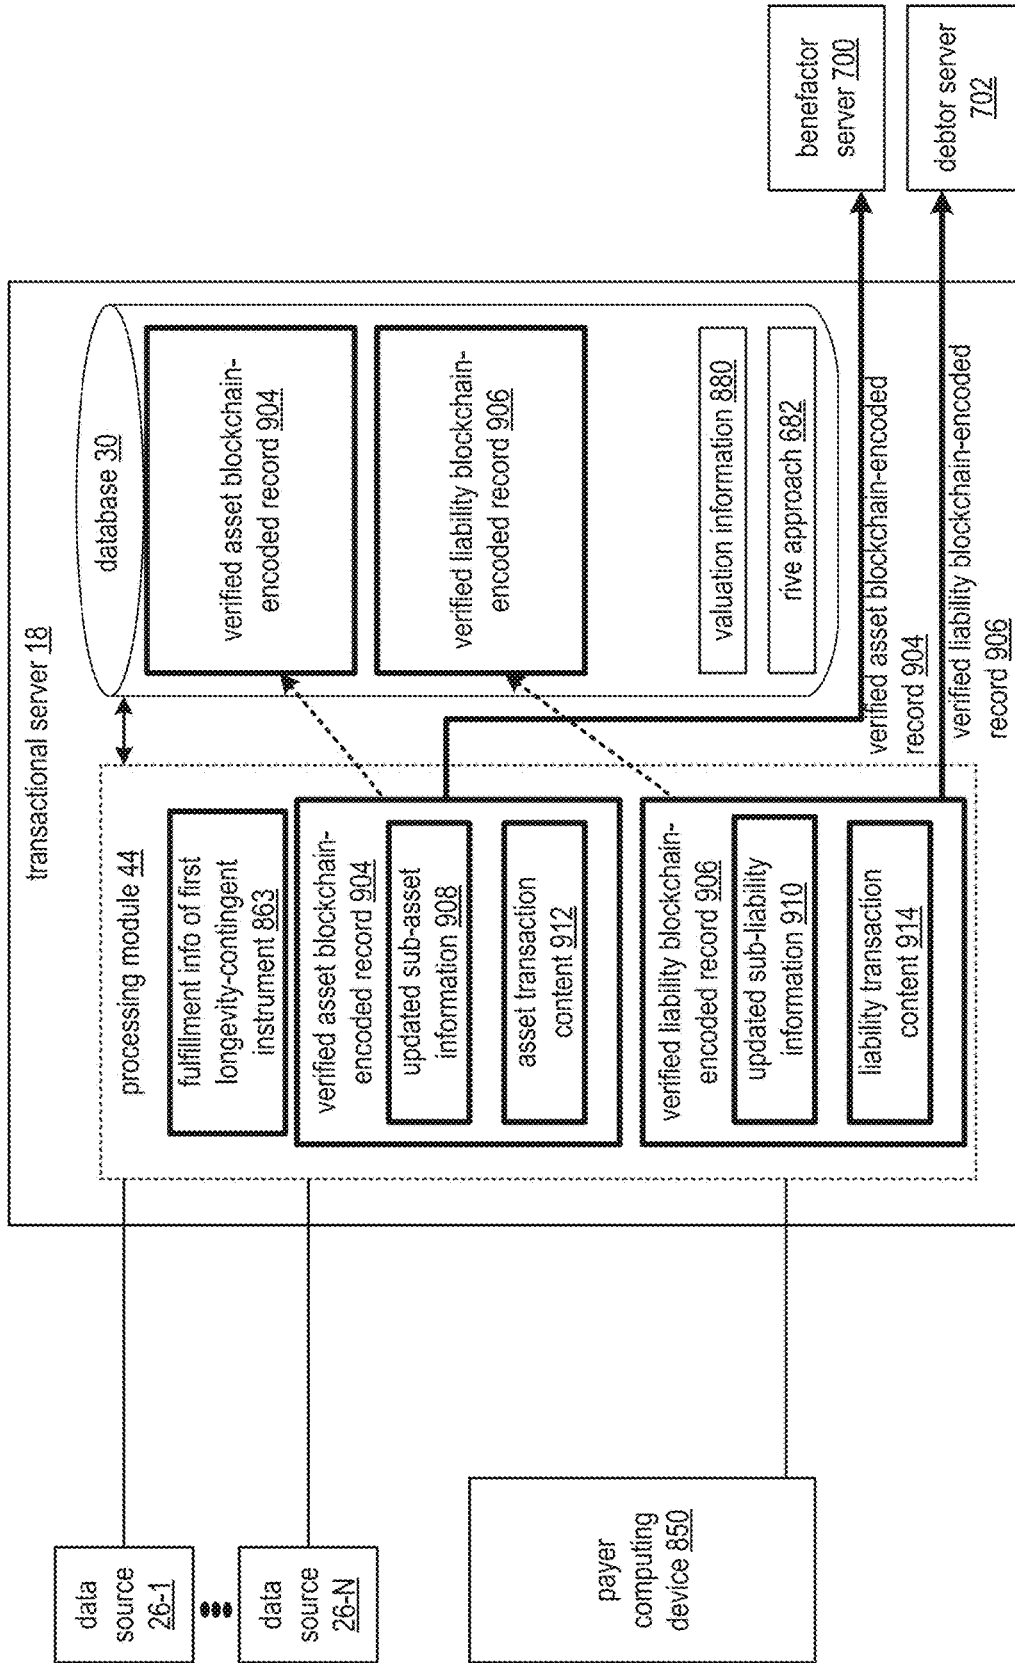 transactional server 18
data
source
26-1
data
source
26-N
payer
computing
device 850
processing module 44
fulfillment info of first
longevity-contingent
instrument 863
verified asset blockchain-
encoded record 904
updated sub-asset
information 908
asset transaction
content 912
verified liability blockchain-
encoded record 906
updated sub-liability
information 910
liability transaction
content 914
database 30
verified asset blockchain-
encoded record 904
verified liability blockchain-
encoded record 906
valuation information 880
rive approach 682
verified asset blockchain-encoded
record 904
verified liability blockchain-encoded
record 906
benefactor
server 700
debtor server
702